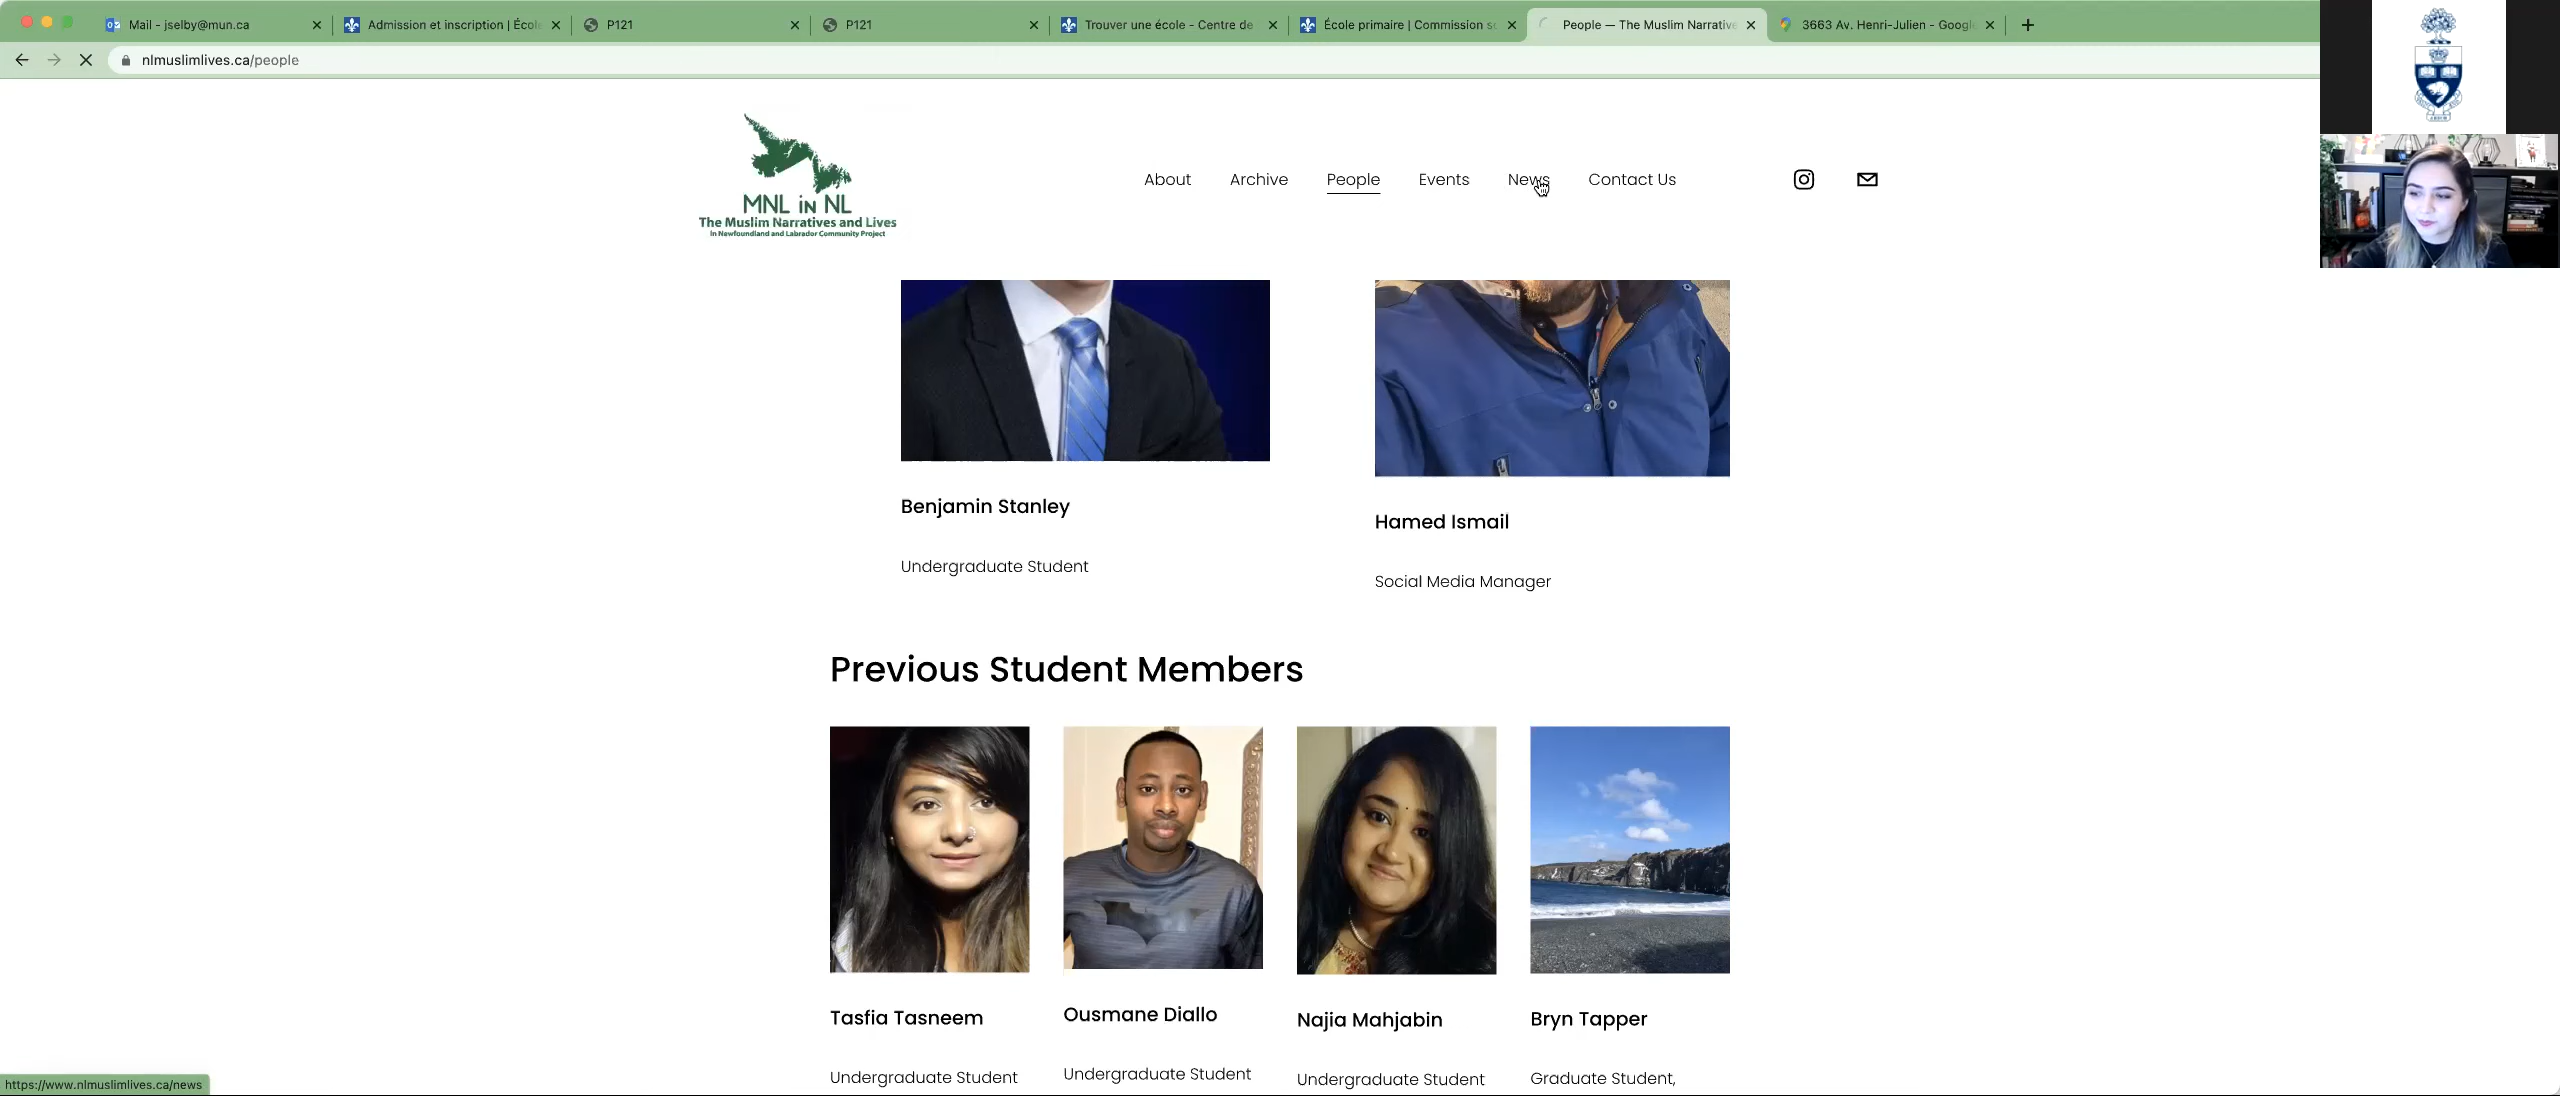 Mail - jselby@mun.ca
Admission et inscription | École
P121
P121
Trouver une école - Centre de
École primaire | Commission sc
People — The Muslim Narrative
3663 Av. Henri-Julien - Google
nlmuslimlives.ca/people
MNL in NL
The Muslim Narratives and Lives
in Newfoundland and Labrador Community Project
About
Archive
People
Events
News
Contact Us
Benjamin Stanley
Undergraduate Student
Hamed Ismail
Social Media Manager
Previous Student Members
Tasfia Tasneem
Undergraduate Student
Ousmane Diallo
Undergraduate Student
Najia Mahjabin
Undergraduate Student
Bryn Tapper
Graduate Student,
https://www.nlmuslimlives.ca/news